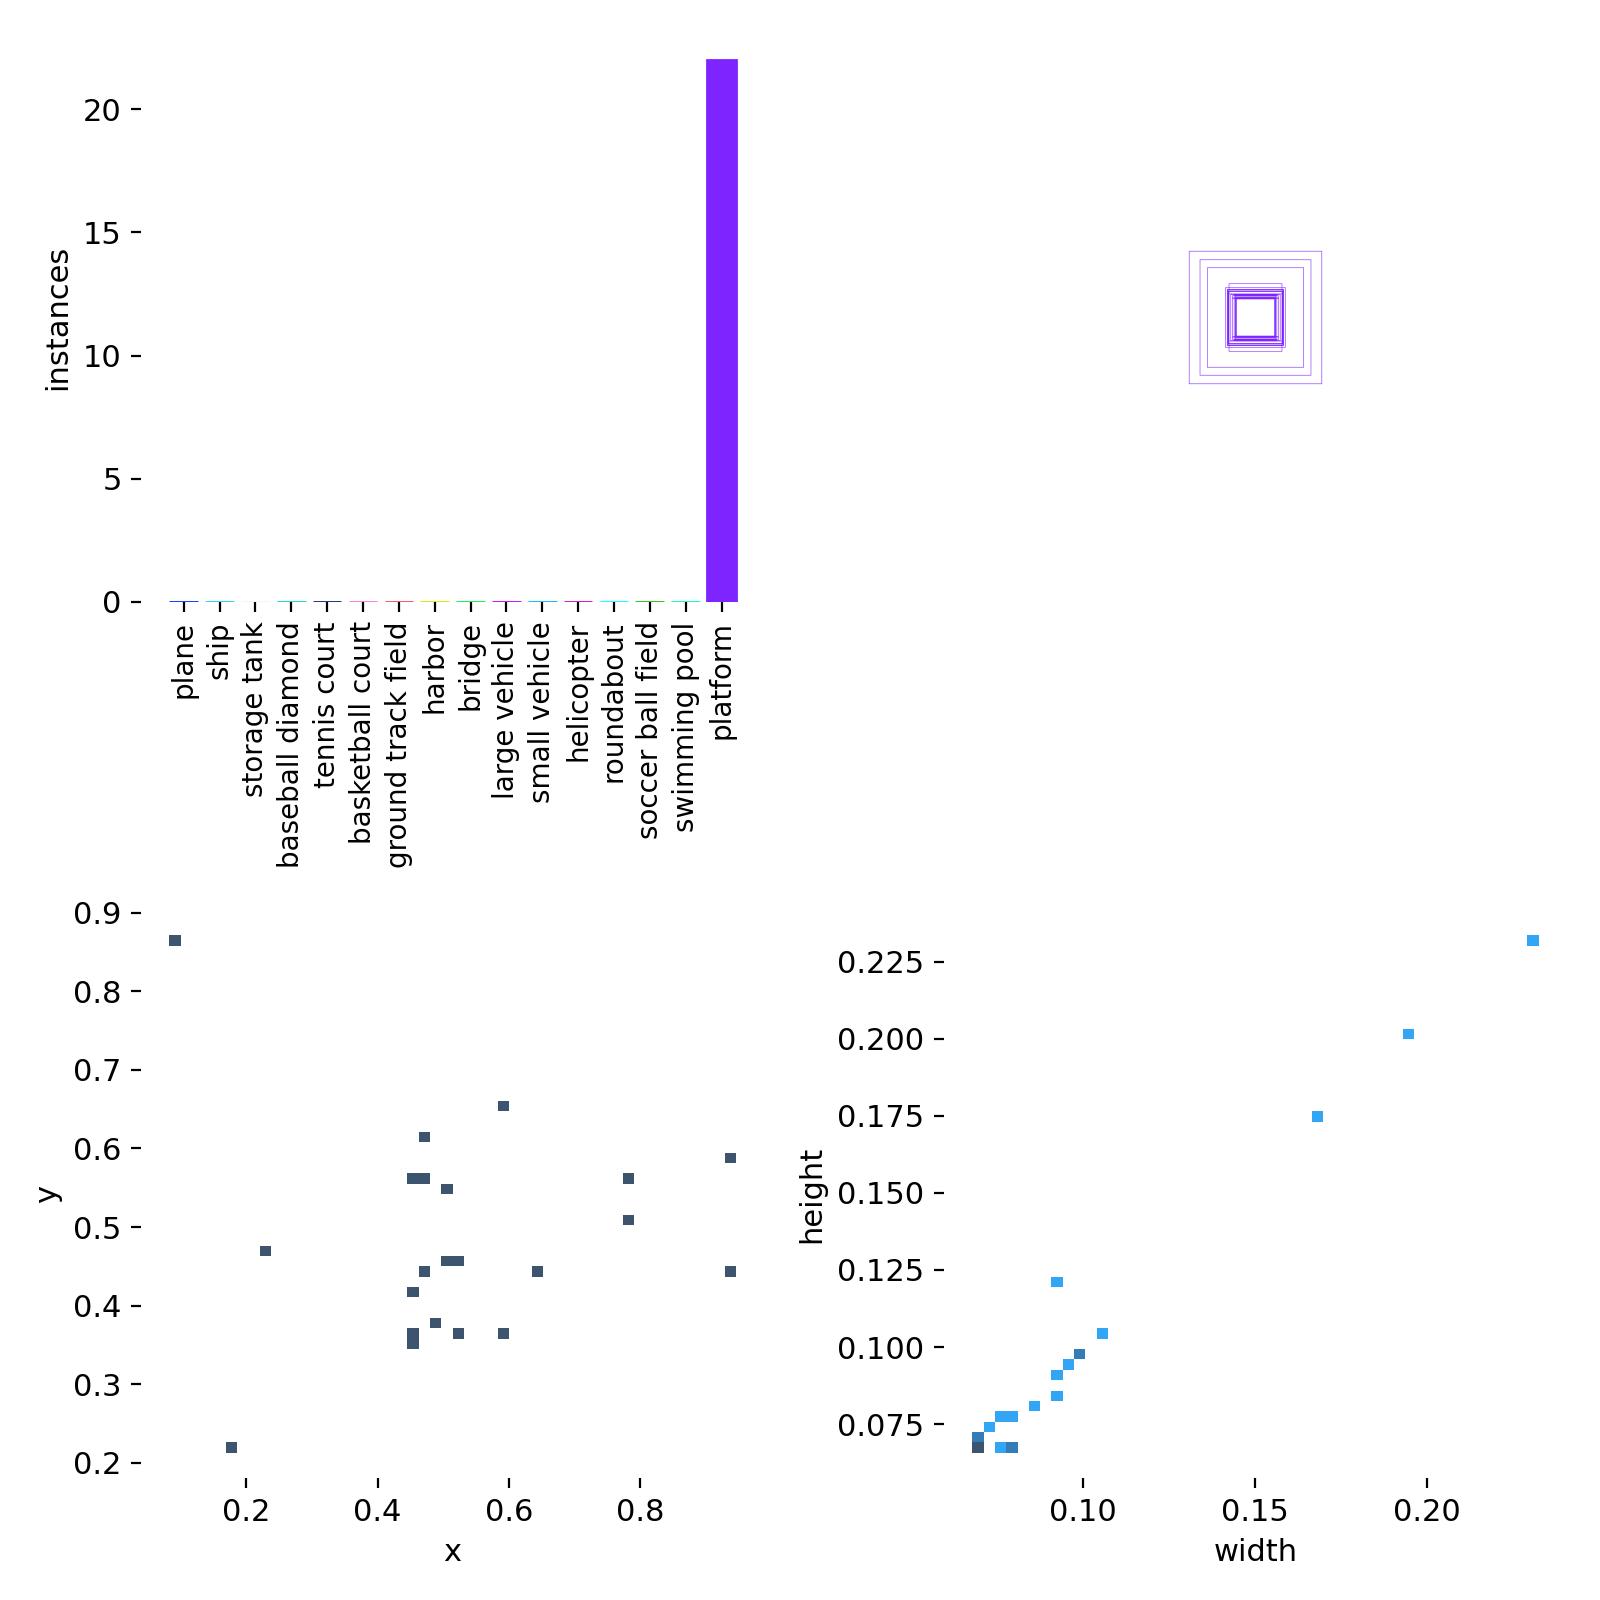 instances
20
15
10
5
0
plane
ship
storage tank
baseball diamond
tennis court
basketball court
ground track field
harbor
bridge
large vehicle
small vehicle
helicopter
roundabout
soccer ball field
swimming pool
platform
y
0.9
0.8
0.7
0.6
0.5
0.4
0.3
0.2
0.2 0.4 0.6 0.8
x
height
0.225
0.200
0.175
0.150
0.125
0.100
0.075
0.10 0.15 0.20
width